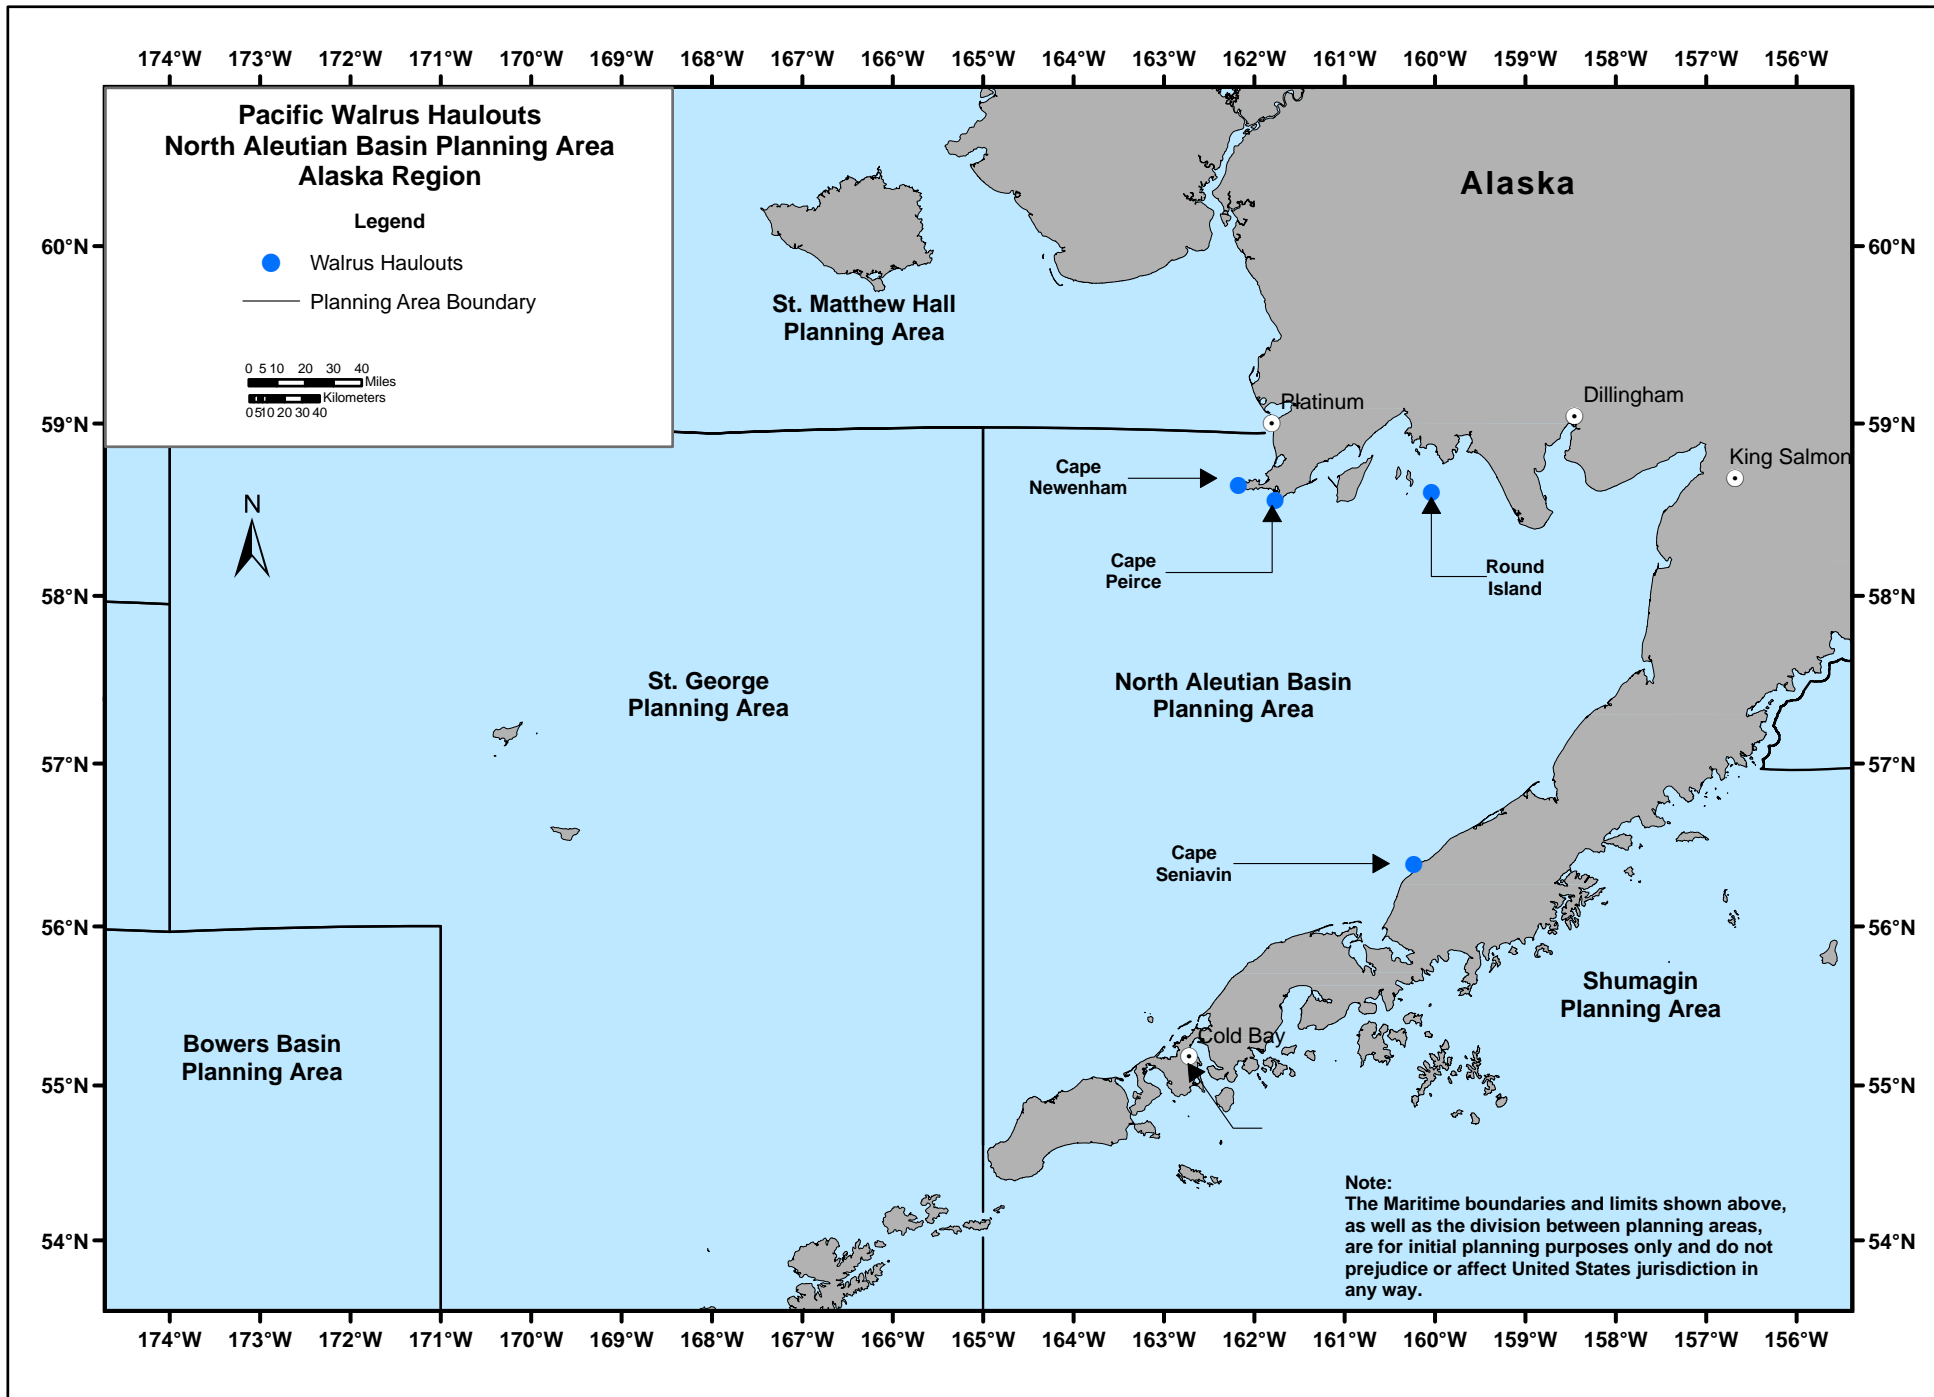 174°W 173°W 172°W 171°W 170°W 169°W 168°W 167°W 166°W 165°W 164°W 163°W 162°W 161°W 160°W 159°W 158°W 157°W 156°W
Pacific Walrus Haulouts
North Aleutian Basin Planning Area
Alaska Region
Legend
Walrus Haulouts
Planning Area Boundary
0 5 10 20 30 40
Miles
Kilometers
0 5 10 20 30 40
N
60°N
59°N
58°N
57°N
56°N
55°N
54°N
Alaska
St. Matthew Hall
Planning Area
Platinum
Dillingham
King Salmon
Cape
Newenham
Cape
Peirce
Round
Island
St. George
Planning Area
North Aleutian Basin
Planning Area
Cape
Seniavin
Shumagin
Planning Area
Bowers Basin
Planning Area
Cold Bay
Note:
The Maritime boundaries and limits shown above,
as well as the division between planning areas,
are for initial planning purposes only and do not
prejudice or affect United States jurisdiction in
any way.
60°N
59°N
58°N
57°N
56°N
55°N
54°N
174°W 173°W 172°W 171°W 170°W 169°W 168°W 167°W 166°W 165°W 164°W 163°W 162°W 161°W 160°W 159°W 158°W 157°W 156°W